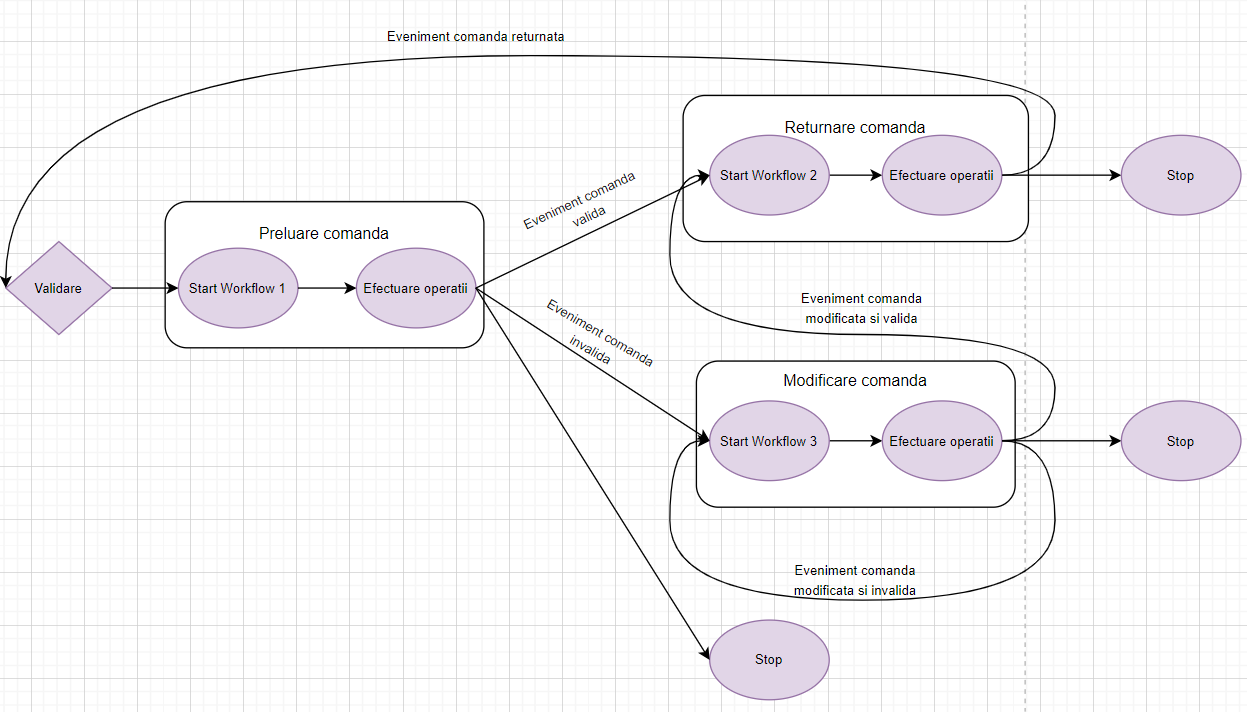 Eveniment comanda returnata
Returnare comanda
Start Workflow 2
Efectuare operatii
Stop
Eveniment comanda
valida
Preluare comanda
Validare
Start Workflow 1
Efectuare operatii
Eveniment comanda
modificata si valida
Eveniment comanda
invalida
Modificare comanda
Start Workflow 3
Efectuare operatii
Stop
Eveniment comanda
modificata si invalida
Stop